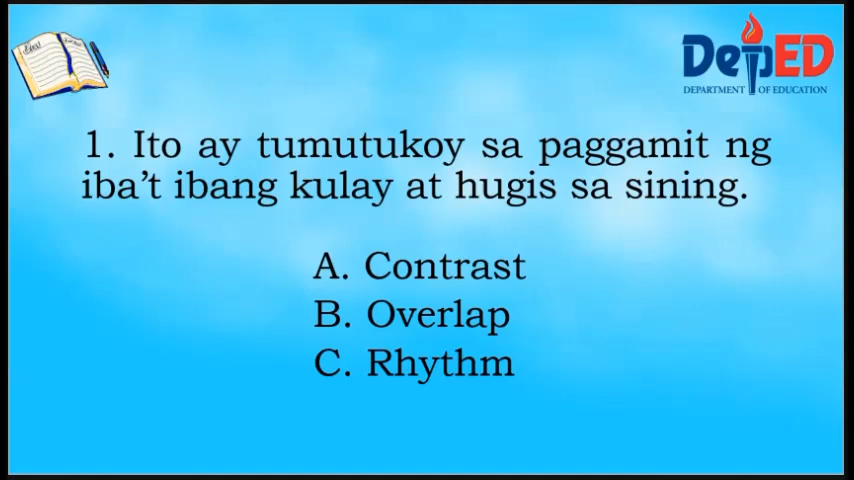 DepED
DEPARTMENT OF EDUCATION
1. Ito ay tumutukoy sa paggamit ng
iba't ibang kulay at hugis sa sining.
A. Contrast
B. Overlap
C. Rhythm